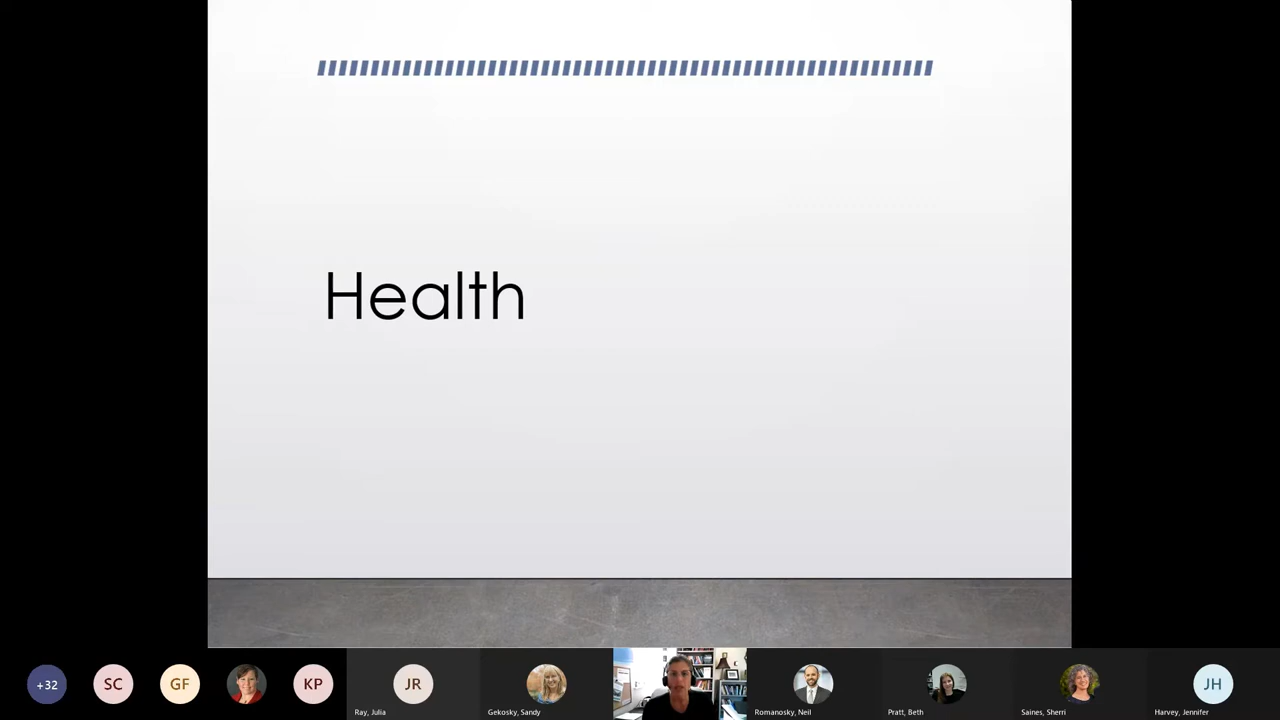 Health
+32
SC
GF
KP
JR
Ray, Julia
Gekosky, Sandy
Romanosky, Neil
Pratt, Beth
Saines, Sherri
JH
Harvey, Jennifer